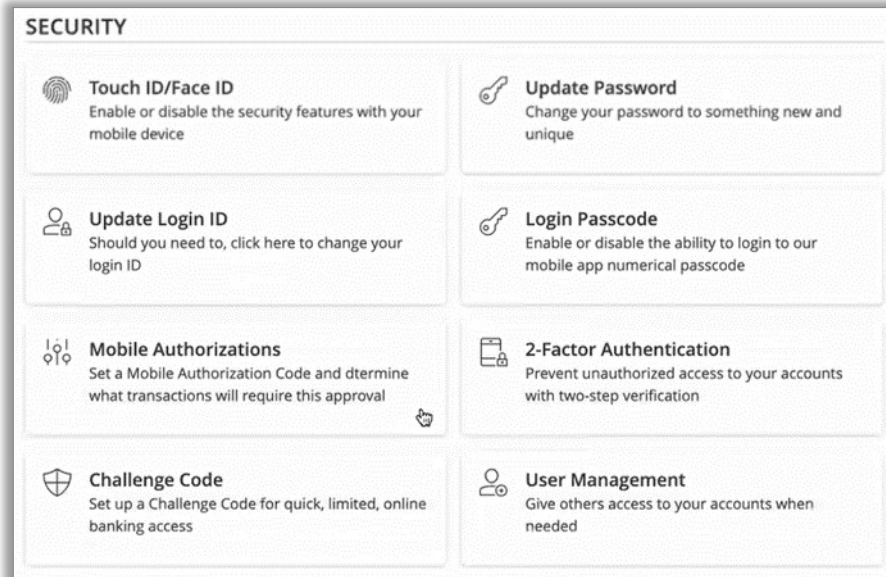 SECURITY
Touch ID/Face ID
Enable or disable the security features with your
mobile device
Update Password
Change your password to something new and
unique
Update Login ID
Should you need to, click here to change your
login ID
Login Passcode
Enable or disable the ability to login to our
mobile app numerical passcode
Mobile Authorizations
Set a Mobile Authorization Code and dtermine
what transactions will require this approval
2-Factor Authentication
Prevent unauthorized access to your accounts
with two-step verification
Challenge Code
Set up a Challenge Code for quick, limited, online
banking access
User Management
Give others access to your accounts when
needed